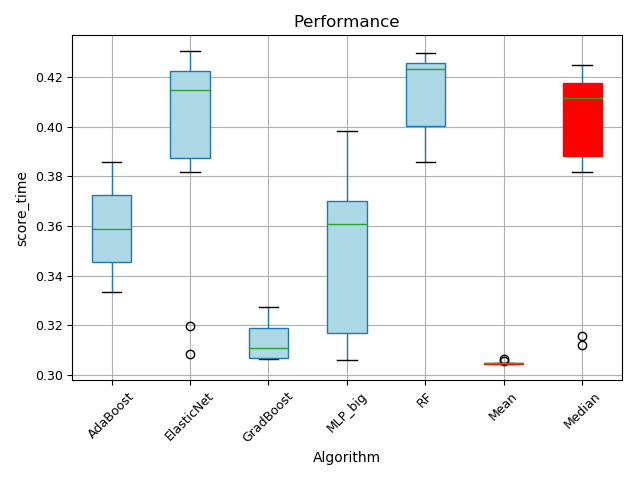 Performance
score_time
0.42
0.40
0.38
0.36
0.34
0.32
0.30
AdaBoost
ElasticNet
GradBoost
MLP_big
RF
Mean
Median
Algorithm